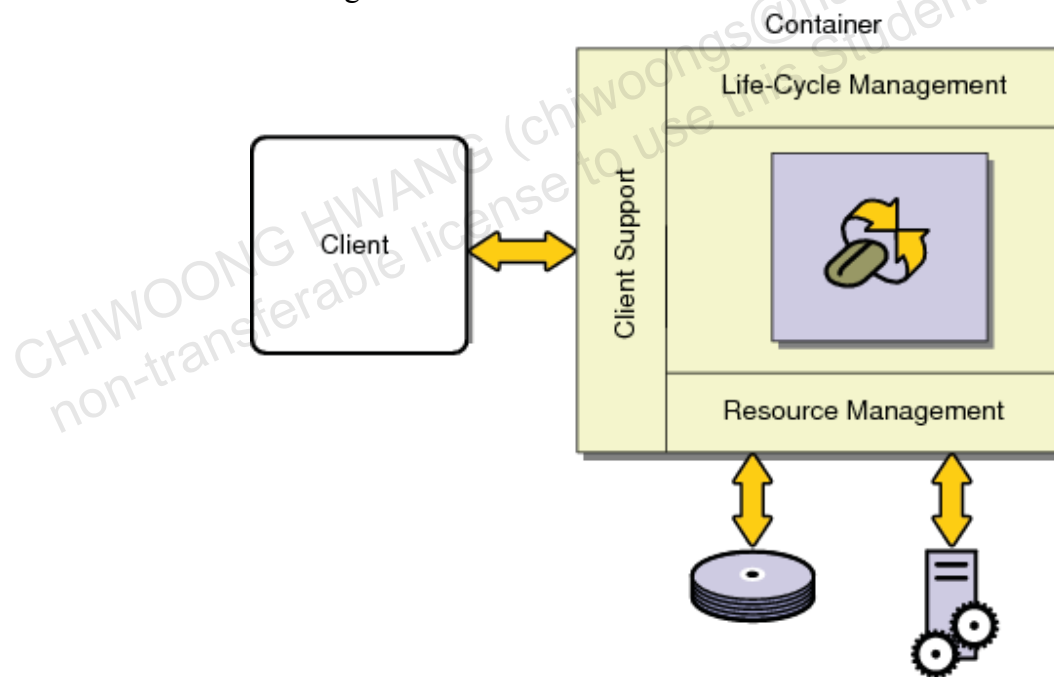 Container
Life-Cycle Management
Client Support
Client
Resource Management
CHIWOONG HWANG (chiwoongs@
non-transferable license to use this Student